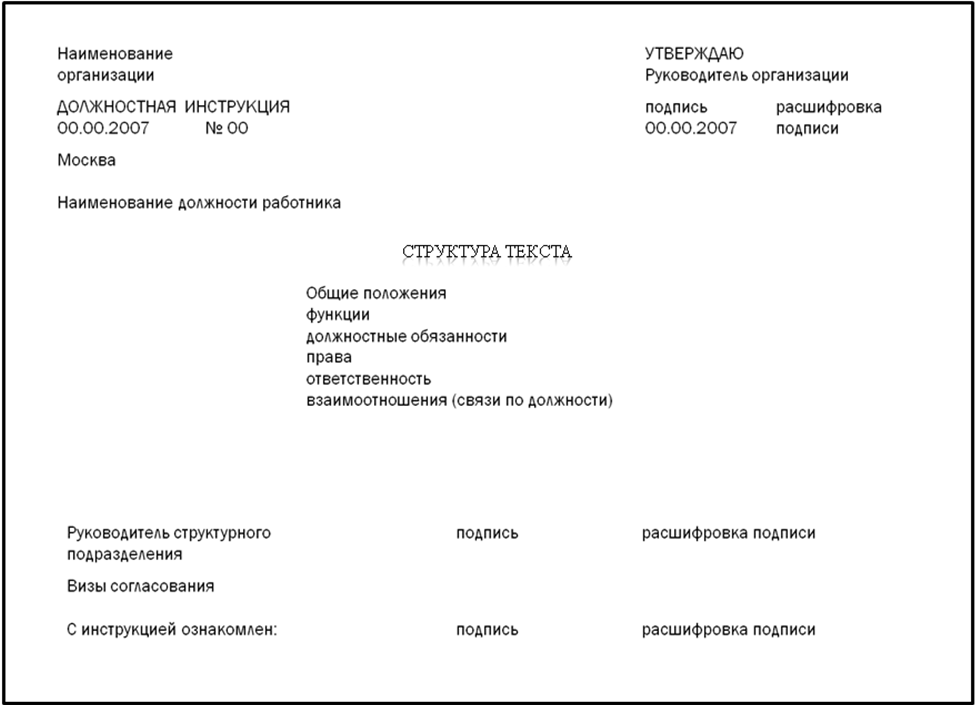 Наименование
организации
УТВЕРЖДАЮ
Руководитель организации
ДОЛЖНОСТНАЯ ИНСТРУКЦИЯ
00.00.2007 № 00
подпись расшифровка
00.00.2007 подписи
Москва
Наименование должности работника
СТРУКТУРА ТЕКСТА
Общие положения
функции
должностные обязанности
права
ответственность
взаимоотношения (связи по должности)
Руководитель структурного подпись расшифровка подписи
подразделения
Визы согласования
С инструкцией ознакомлен: подпись расшифровка подписи